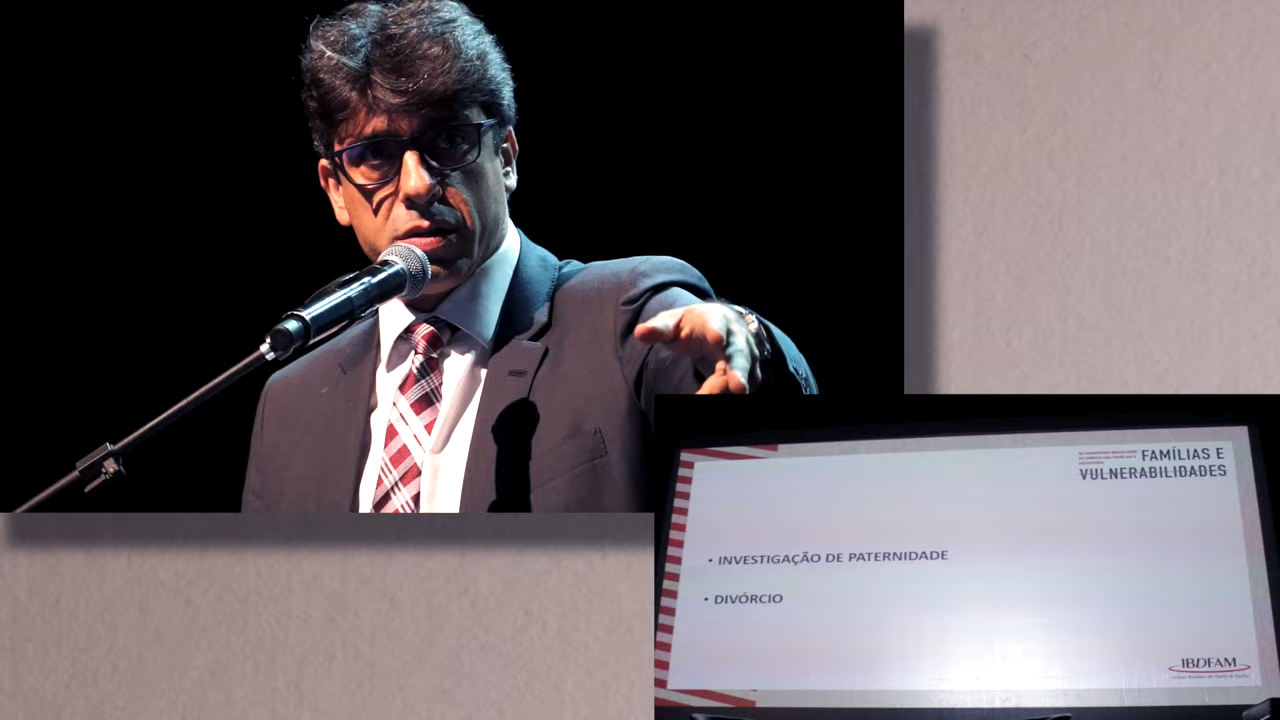 FAMÍLIAS E
VULNERABILIDADES
• INVESTIGAÇÃO DE PATERNIDADE
• DIVÓRCIO
IBDFAM